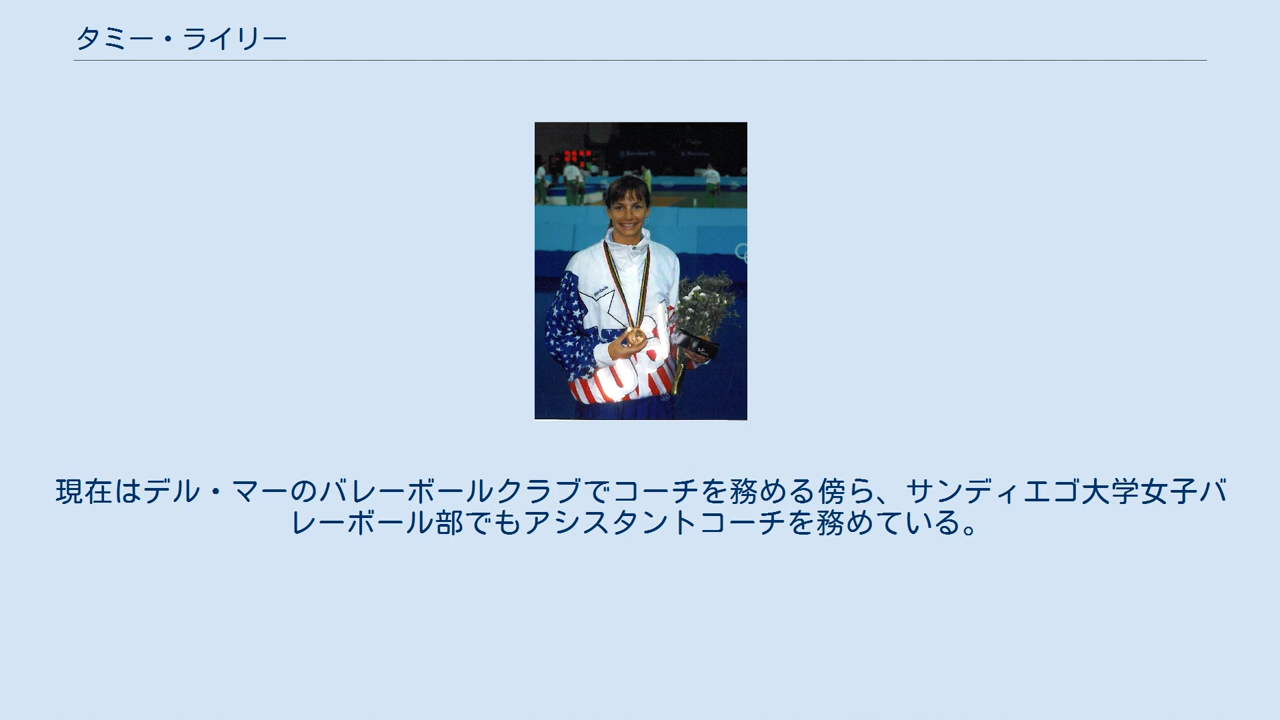 タミー・ライリー
現在はデル・マーのバレーボールクラブでコーチを務める傍ら、サンディエゴ大学女子バ
レーボール部でもアシスタントコーチを務めている。